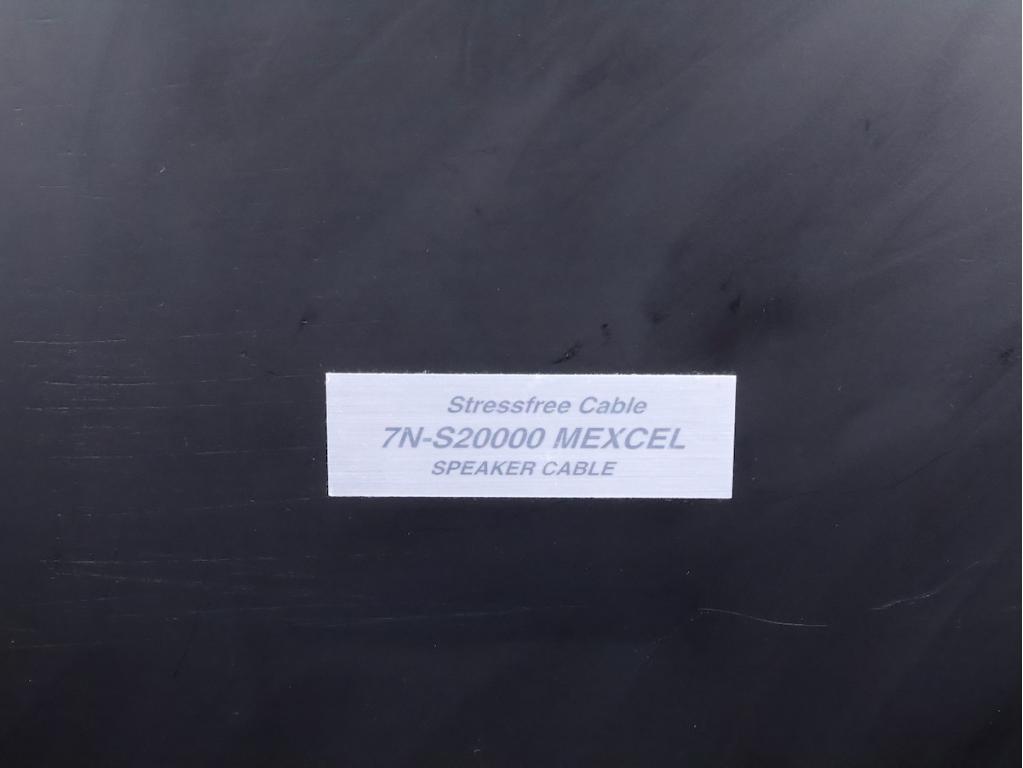 Stressfree Cable
7N-S20000 MEXCEL
SPEAKER CABLE